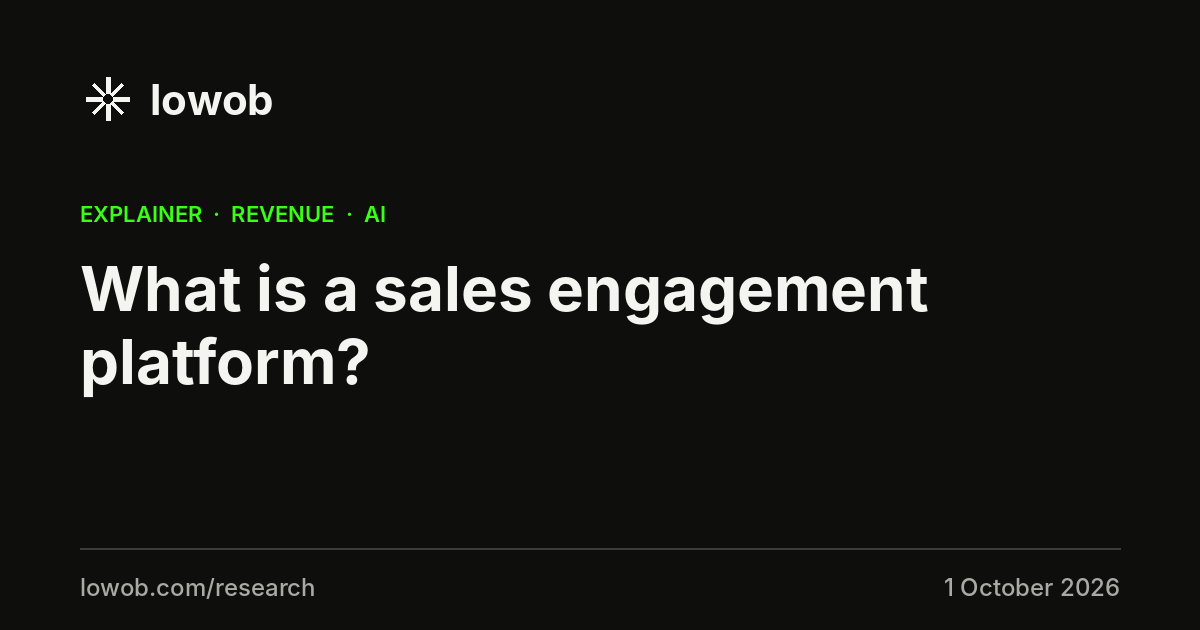 lowob
EXPLAINER · REVENUE · AI
What is a sales engagement
platform?
lowob.com/research
1 October 2026